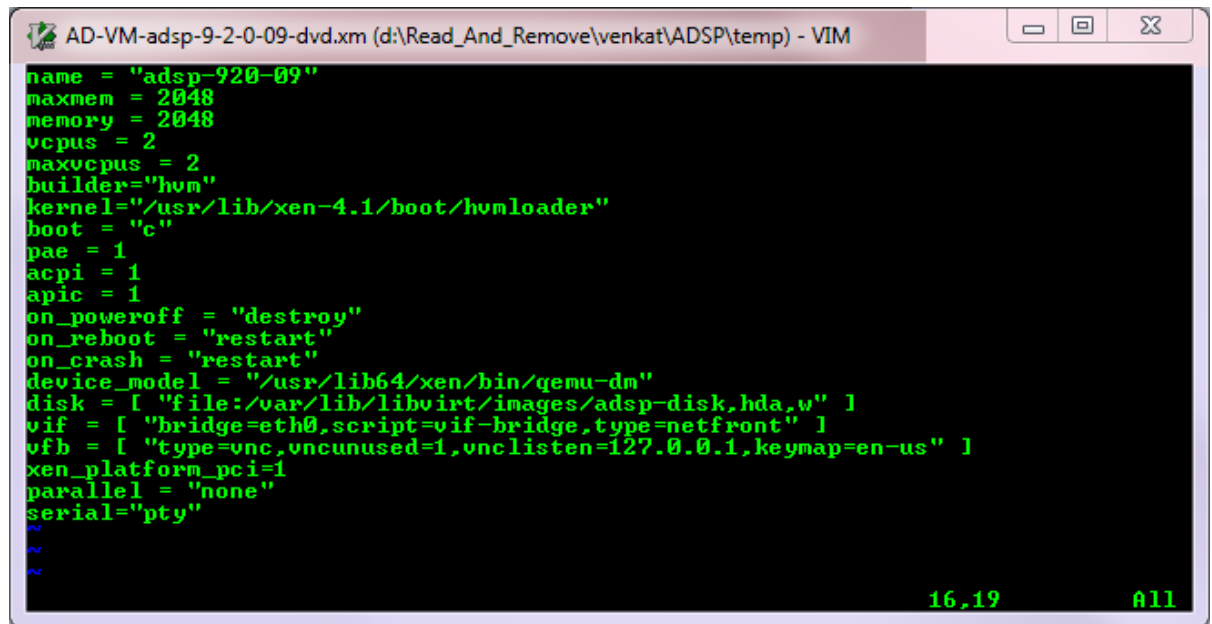 AD-VM-adsp-9-2-0-09-dvd.xm (d:\Read_And_Remove\venkat\ADSP\temp) - VIM
name = "adsp-920-09"
maxmem = 2048
memory = 2048
vcpus = 2
maxvcpus = 2
builder="hvm"
kernel="/usr/lib/xen-4.1/boot/hvmloader"
boot = "c"
pae = 1
acpi = 1
apic = 1
on_poweroff = "destroy"
on_reboot = "restart"
on_crash = "restart"
device_model = "/usr/lib64/xen/bin/qemu-dm"
disk = [ "file:/var/lib/libvirt/images/adsp-disk,hda,w" ]
vif = [ "bridge=eth0,script=vif-bridge,type=netfront" ]
vfb = [ "type=vnc,vncunused=1,vnclisten=127.0.0.1,keymap=en-us" ]
xen_platform_pci=1
parallel = "none"
serial="pty"
~
~
~
16,19 All